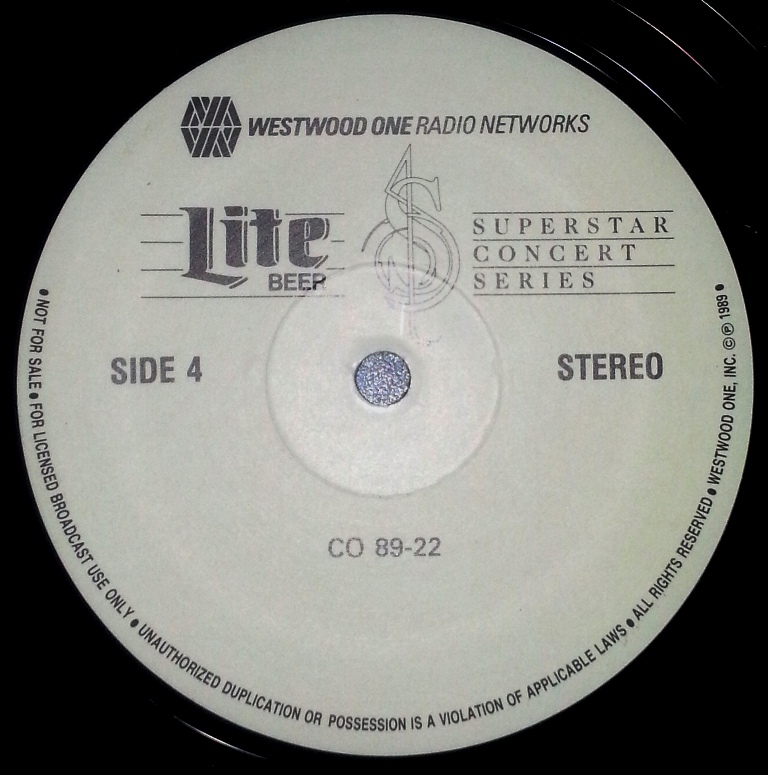 WESTWOOD ONE RADIO NETWORKS
Lite
BEER
SUPERSTAR
CONCERT
SERIES
SIDE 4
STEREO
CO 89-22
● NOT FOR SALE ● FOR LICENSED BROADCAST USE ONLY ● UNAUTHORIZED DUPLICATION OR POSSESSION IS A VIOLATION OF APPLICABLE LAWS ● ALL RIGHTS RESERVED ● WESTWOOD ONE, INC. © ℗ 1989 ●